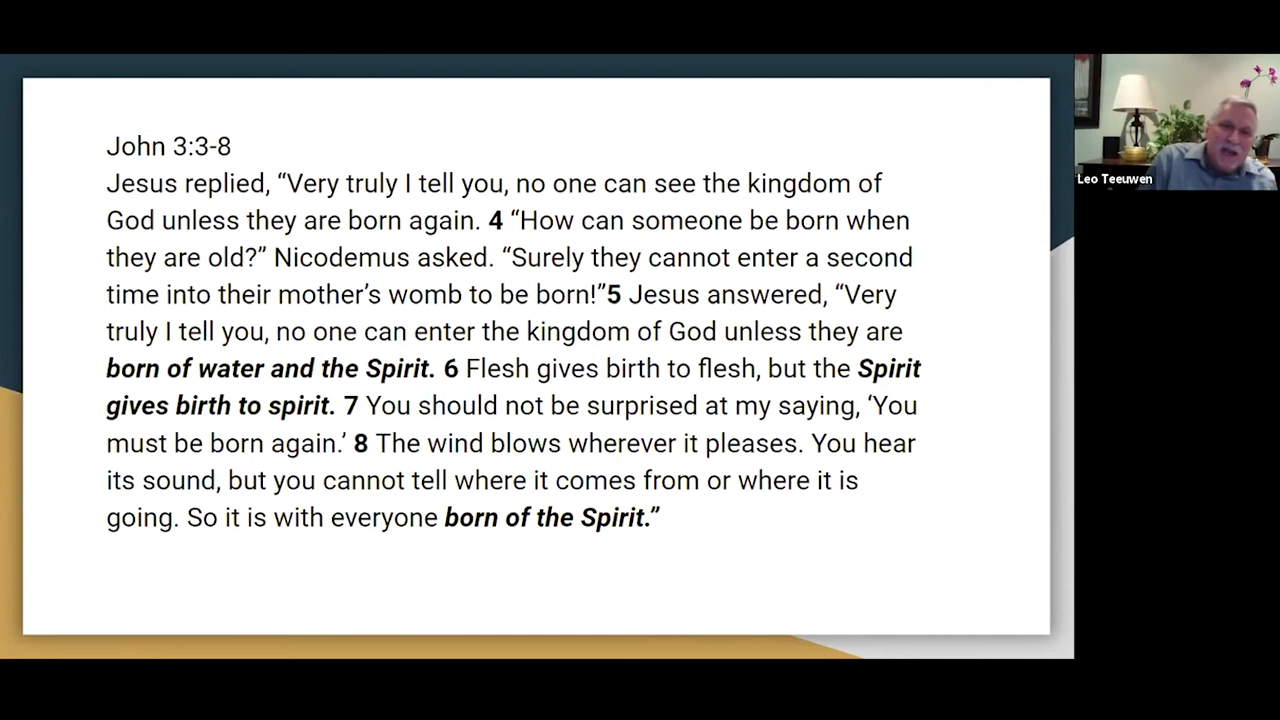 John 3:3-8
Jesus replied, “Very truly I tell you, no one can see the kingdom of
God unless they are born again. 4 “How can someone be born when
they are old?” Nicodemus asked. “Surely they cannot enter a second
time into their mother’s womb to be born!”5 Jesus answered, “Very
truly I tell you, no one can enter the kingdom of God unless they are
born of water and the Spirit. 6 Flesh gives birth to flesh, but the Spirit
gives birth to spirit. 7 You should not be surprised at my saying, ‘You
must be born again.’ 8 The wind blows wherever it pleases. You hear
its sound, but you cannot tell where it comes from or where it is
going. So it is with everyone born of the Spirit.”
Leo Teeuwen